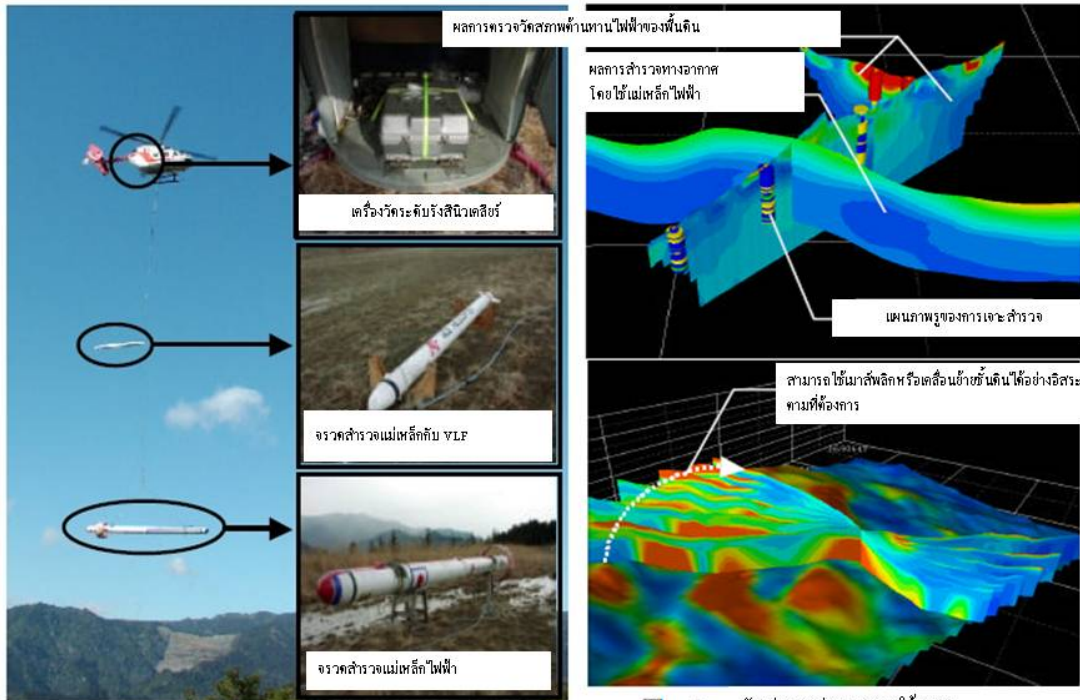 ผลการตรวจวัดสภาพต้านทานไฟฟ้าของพื้นดิน
ผลการสำรวจทางอากาศ
โดยใช้แม่เหล็กไฟฟ้า
เครื่องวัดระดับรังสีนิวเคลียร์
แผนภาพรูของการเจาะสำรวจ
สามารถใช้เมาส์พลิกหรือเคลื่อนย้ายชั้นดินได้อย่างอิสระ
ตามที่ต้องการ
จรวดสำรวจแม่เหล็กกับ VLF
จรวดสำรวจแม่เหล็กไฟฟ้า